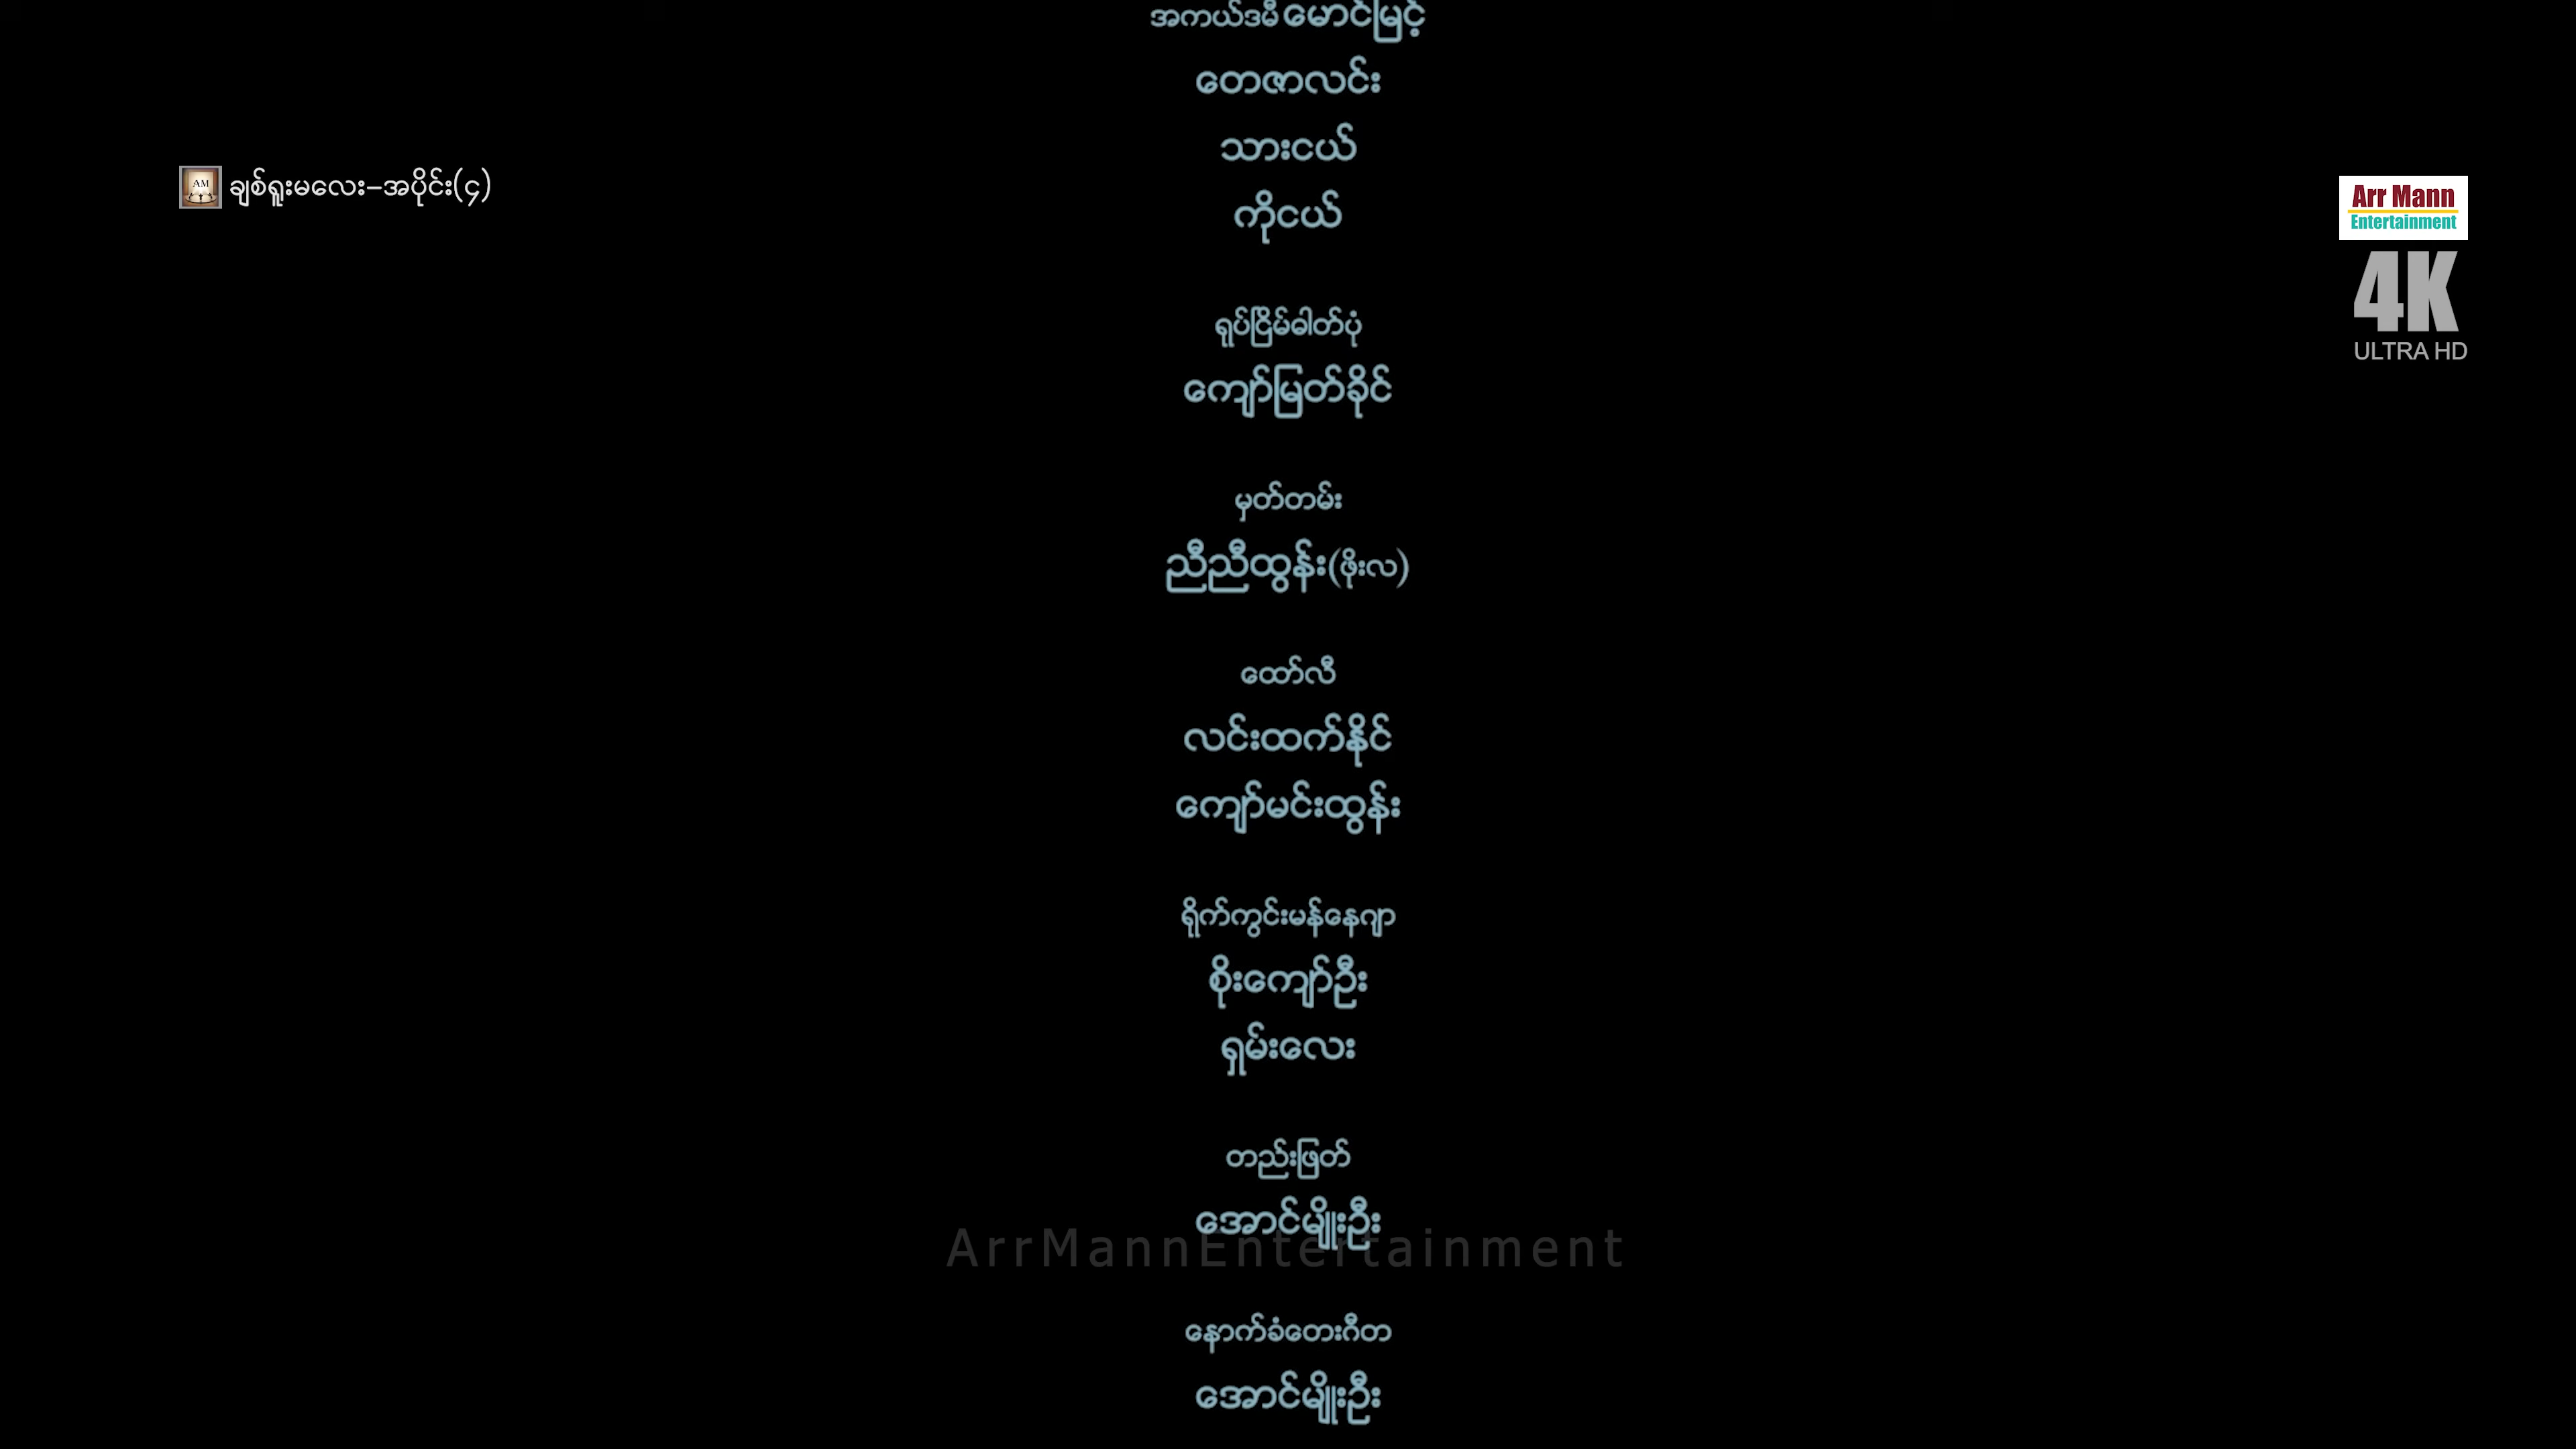 အကယ်ဒမီ မောင်မြင့်
တေဇာလင်း
သားငယ်
ကိုငယ်
AM
ချစ်ရူးမလေး-အပိုင်း(၄)
Arr Mann
Entertainment
4K
ULTRA HD
ရုပ်ငြိမ်ဓါတ်ပုံ
ကျော်မြတ်ခိုင်
မှတ်တမ်း
ညီညီထွန်း(ဖိုးလ)
ထော်လီ
လင်းထက်နိုင်
ကျော်မင်းထွန်း
ရိုက်ကွင်းမန်နေဂျာ
စိုးကျော်ဦး
ရှမ်းလေး
တည်းဖြတ်
အောင်မျိုးဦး
ArrMannEntertainment
နောက်ခံတေးဂီတ
အောင်မျိုးဦး